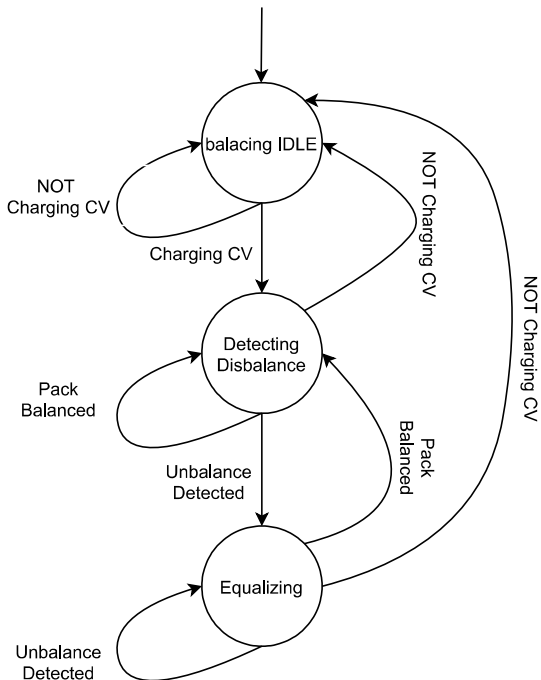 balacing IDLE
NOT
Charging CV
NOT Charging CV
Charging CV
NOT Charging CV
Detecting
Disbalance
Pack
Balanced
Pack
Balanced
Unbalance
Detected
Equalizing
Unbalance
Detected